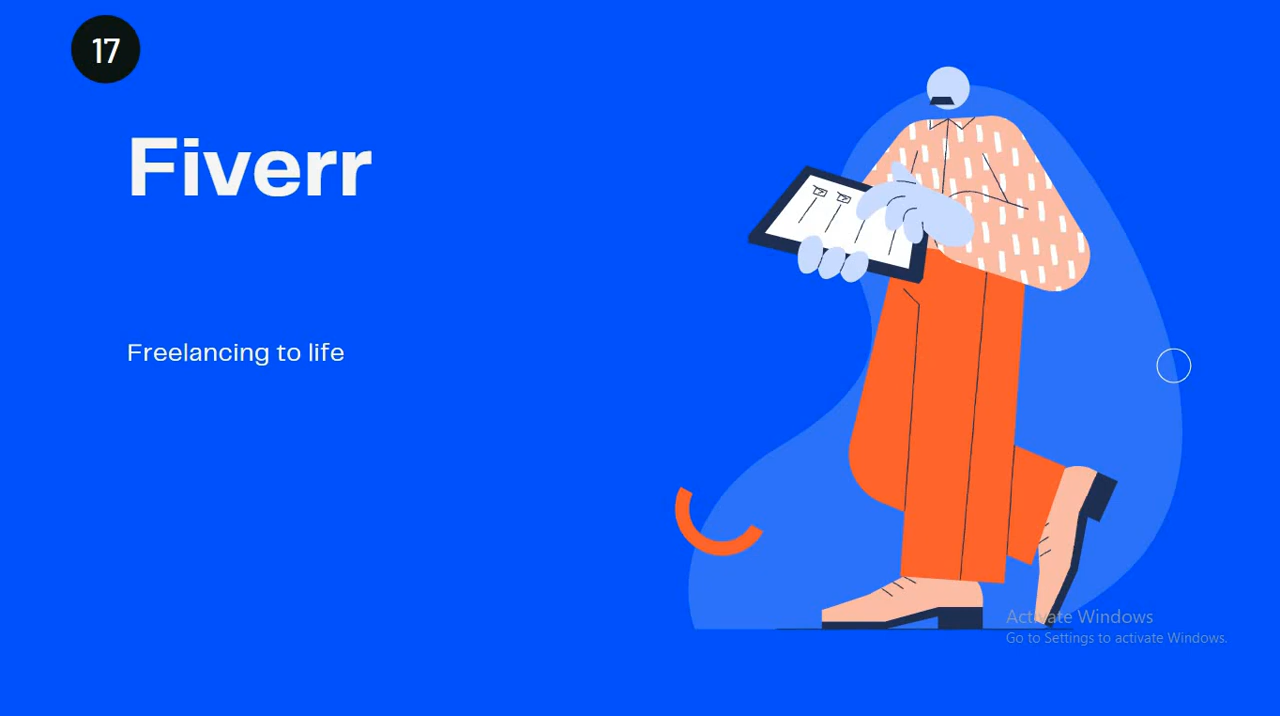 17
Fiverr
Freelancing to life
Activate Windows
Go to Settings to activate Windows.